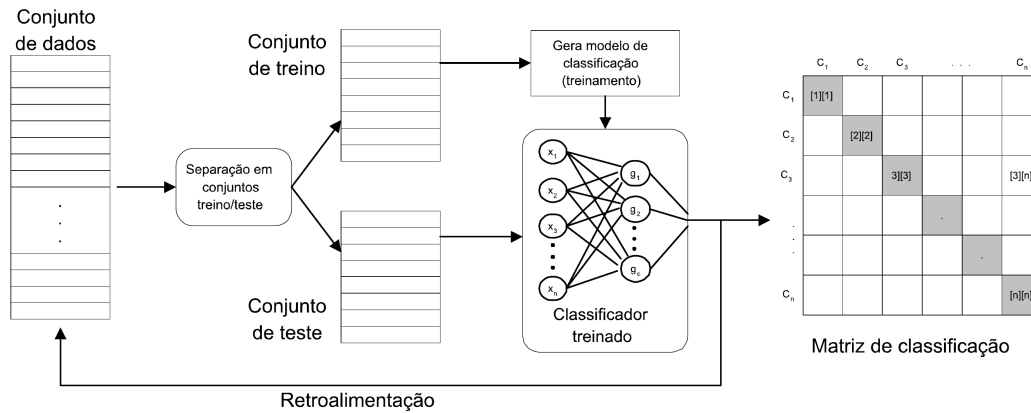 Conjunto
de dados
.
.
.
Separação em
conjuntos
treino/teste
Conjunto
de treino
Conjunto
de teste
Gera modelo de
classificação
(treinamento)
x1
x2
x3
xn
g1
g2
gc
Classificador
treinado
Retroalimentação
C1 C2 C3 . . . Cn
C1 [1][1]
C2 [2][2]
C3 3][3] [3][n]
. .
. .
.
Cn [n][n]
Matriz de classificação